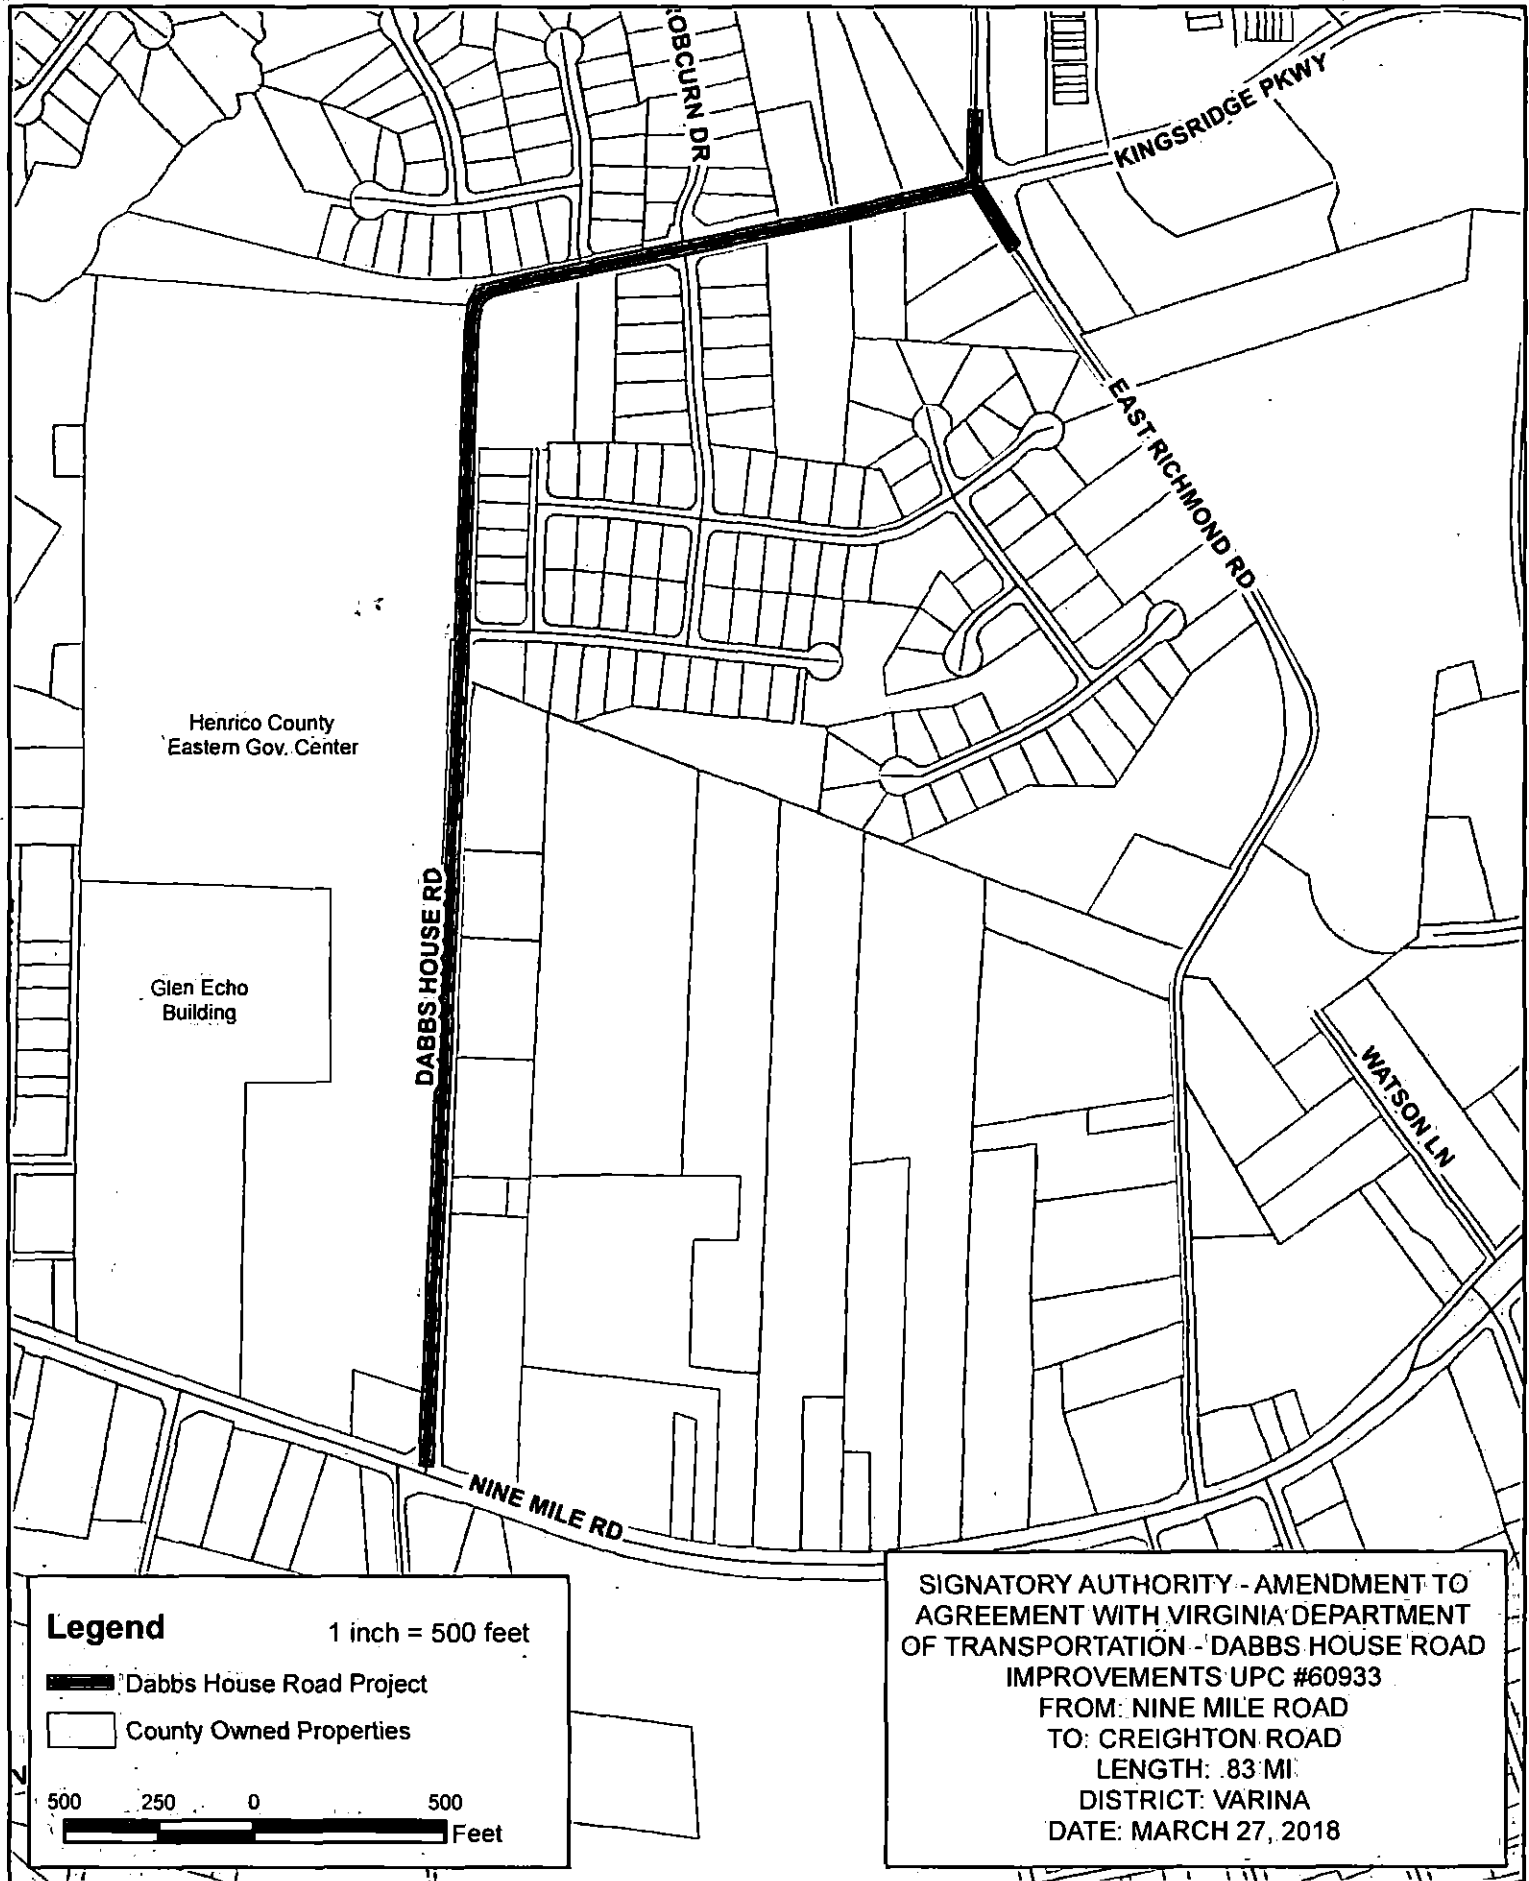 OBCURN DR
KINGSRIDGE PKWY
EAST RICHMOND RD
Henrico County
Eastern Gov. Center
DABBS HOUSE RD
Glen Echo
Building
WATSON LN
NINE MILE RD
Legend
1 inch = 500 feet
Dabbs House Road Project
County Owned Properties
500 250 0 500
Feet
SIGNATORY AUTHORITY - AMENDMENT TO
AGREEMENT WITH VIRGINIA DEPARTMENT
OF TRANSPORTATION - DABBS HOUSE ROAD
IMPROVEMENTS UPC #60933
FROM: NINE MILE ROAD
TO: CREIGHTON ROAD
LENGTH: .83 MI
DISTRICT: VARINA
DATE: MARCH 27, 2018